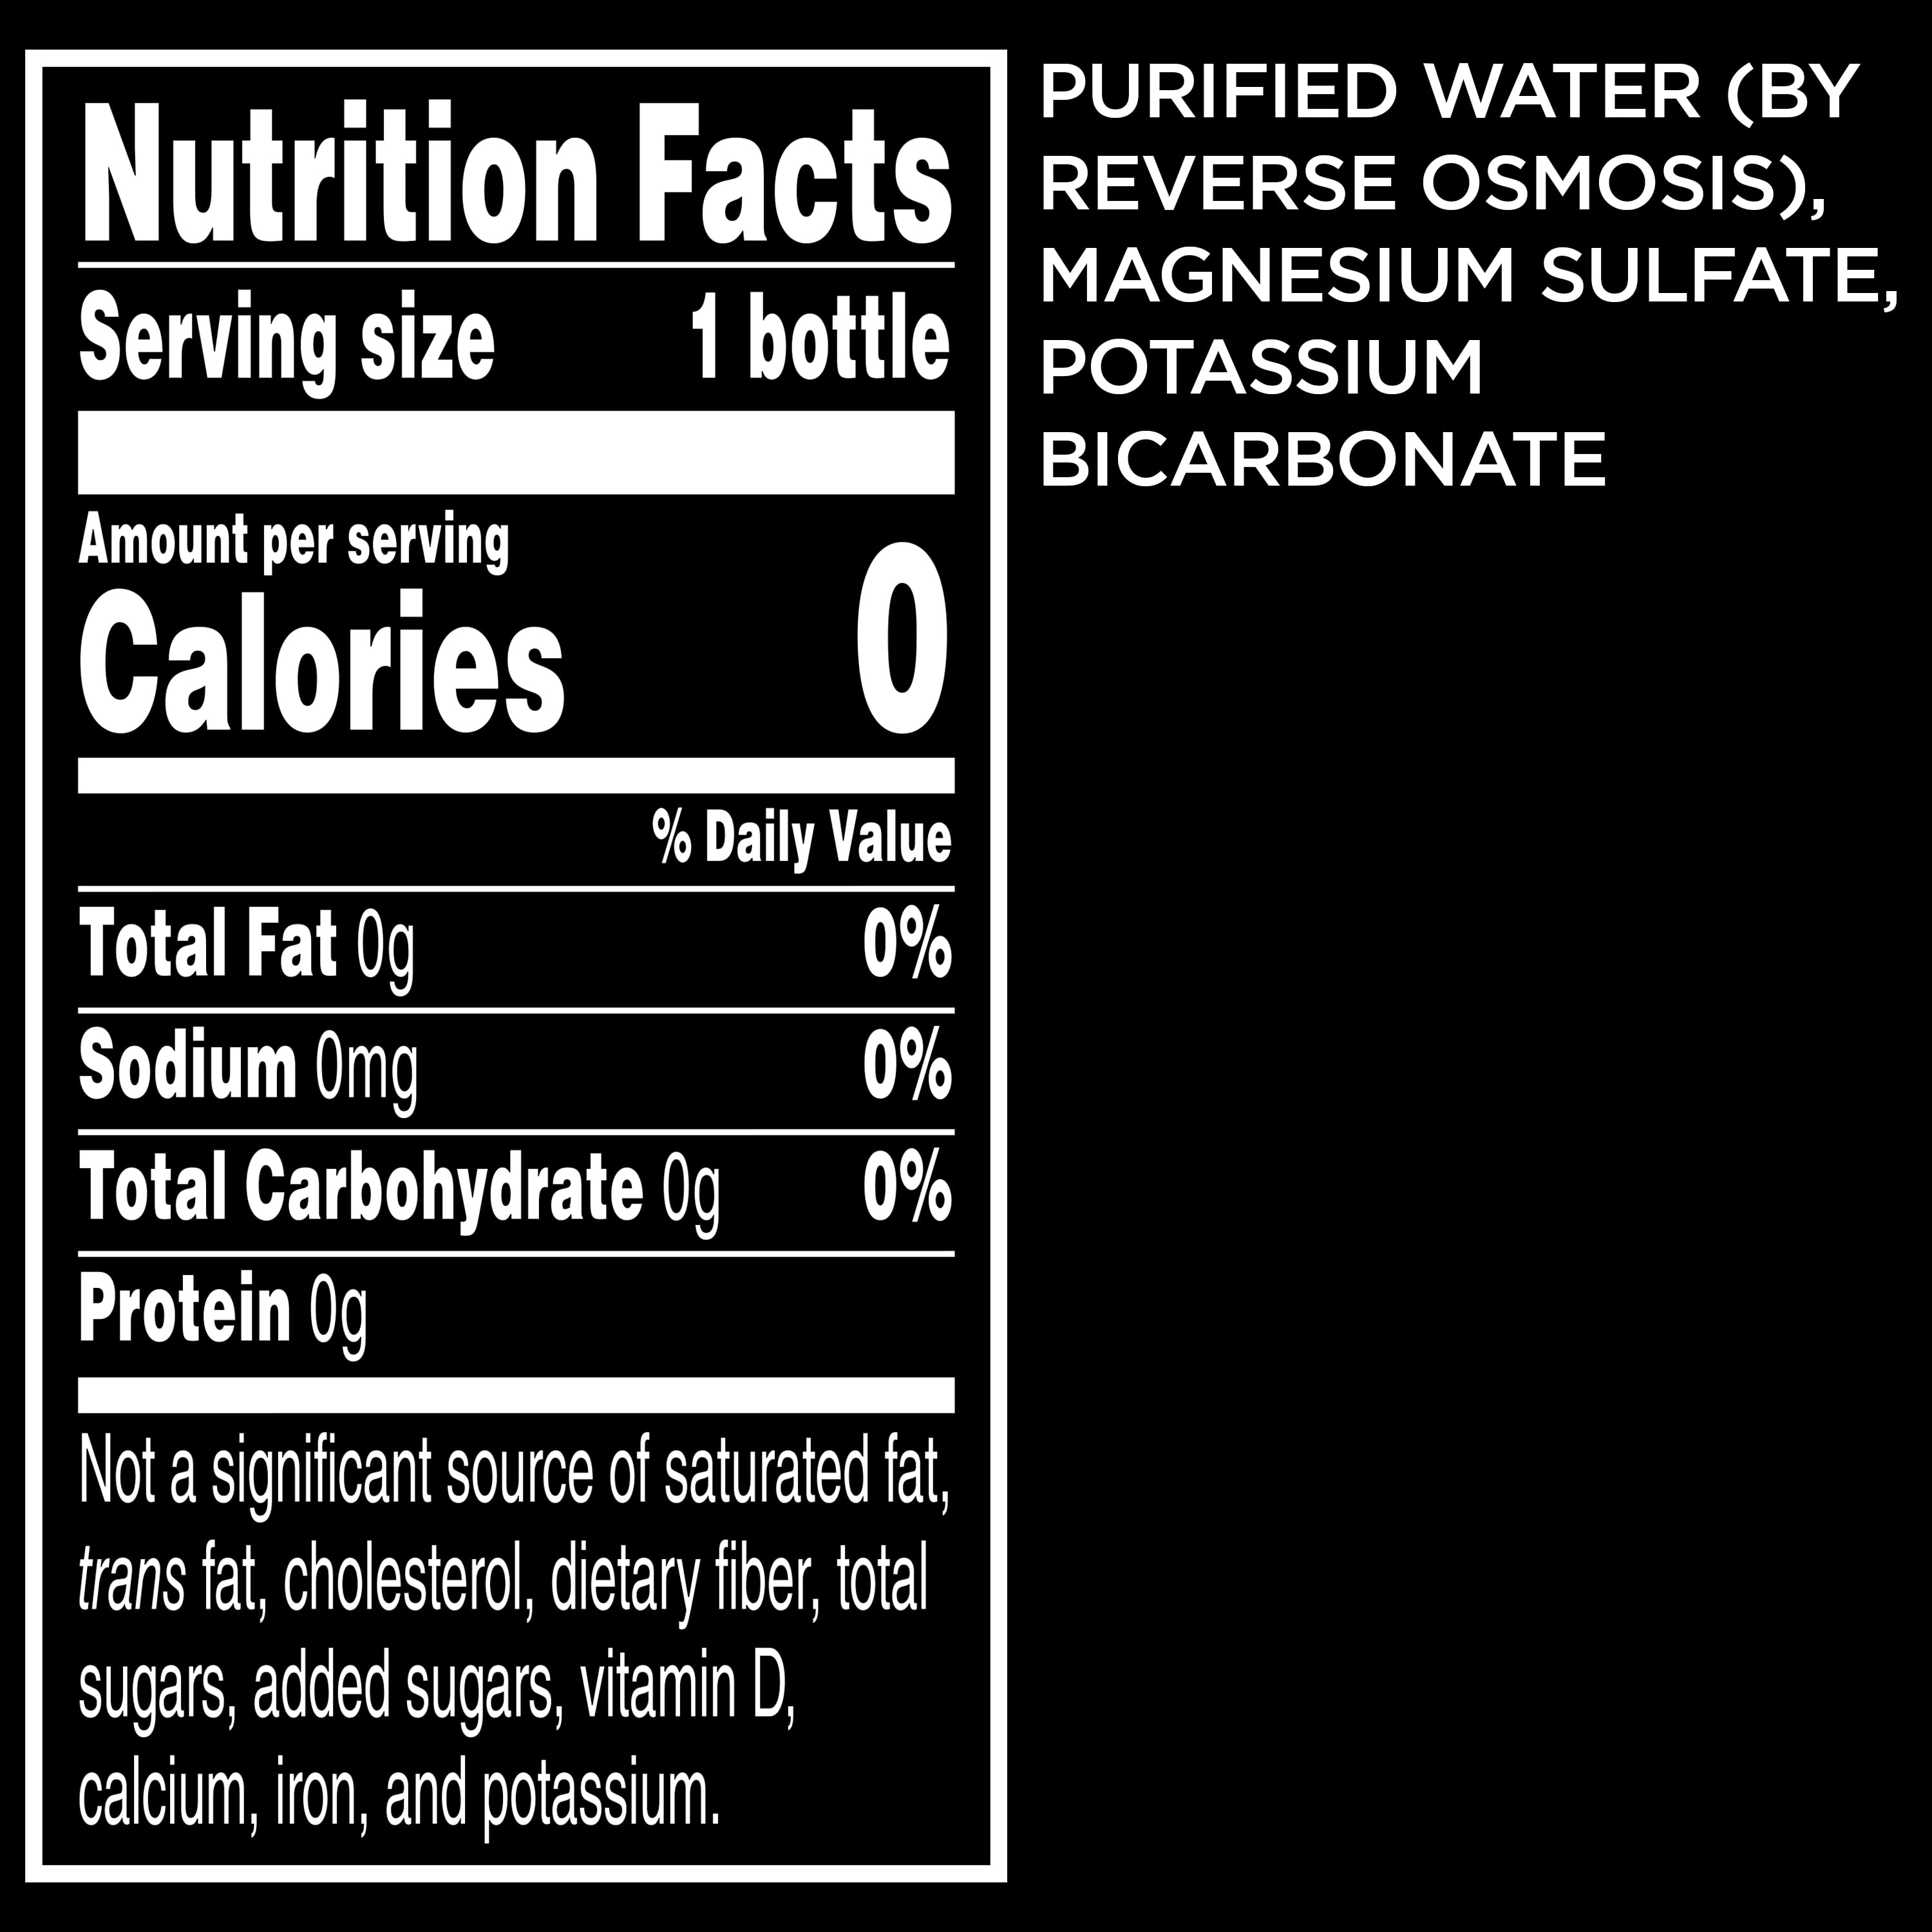 Nutrition Facts
Serving size 1 bottle
Amount per serving
Calories 0
% Daily Value
Total Fat 0g 0%
Sodium 0mg 0%
Total Carbohydrate 0g 0%
Protein 0g
Not a significant source of saturated fat,
trans fat, cholesterol, dietary fiber, total
sugars, added sugars, vitamin D,
calcium, iron, and potassium.
PURIFIED WATER (BY
REVERSE OSMOSIS),
MAGNESIUM SULFATE,
POTASSIUM
BICARBONATE